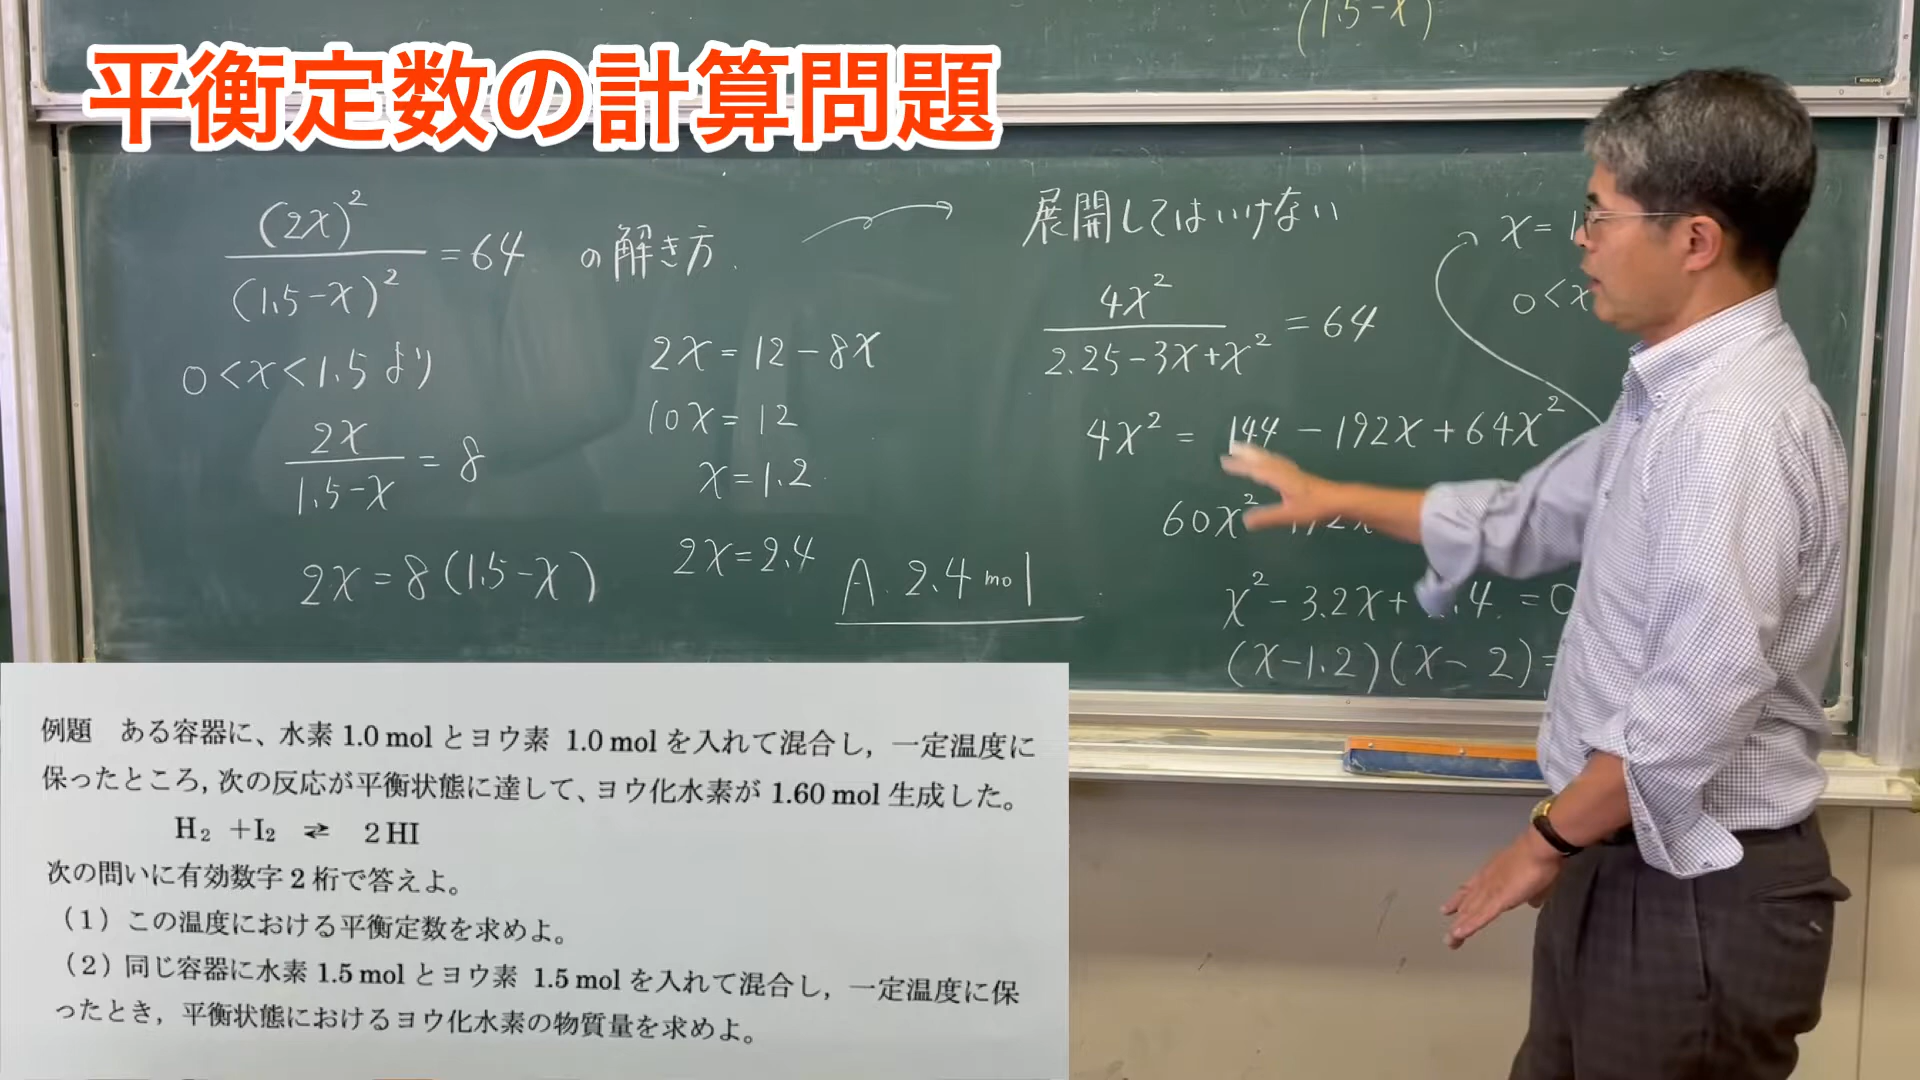 (1.5-x)
平衡定数の計算問題
(2x)²/(1.5-x)² = 64 の解き方.
0<x<1.5より
2x/(1.5-x) = 8
2x=8(1.5-x)
2x=12-8x
10x=12
x=1.2
2x=2.4
A. 2.4 mol
展開してはいけない
4x²/(2.25-3x+x²) = 64
4x² = 144-192x+64x²
60x²
x²-3.2x+ .4 =0
(x-1.2)(x-2)=
x=1
0<x
例題 ある容器に、水素 1.0 mol とヨウ素 1.0 mol を入れて混合し，一定温度に
保ったところ，次の反応が平衡状態に達して、ヨウ化水素が 1.60 mol 生成した。
H₂ +I₂ ⇄ 2HI
次の問いに有効数字2桁で答えよ。
（1）この温度における平衡定数を求めよ。
（2）同じ容器に水素 1.5 mol とヨウ素 1.5 mol を入れて混合し，一定温度に保
ったとき，平衡状態におけるヨウ化水素の物質量を求めよ。